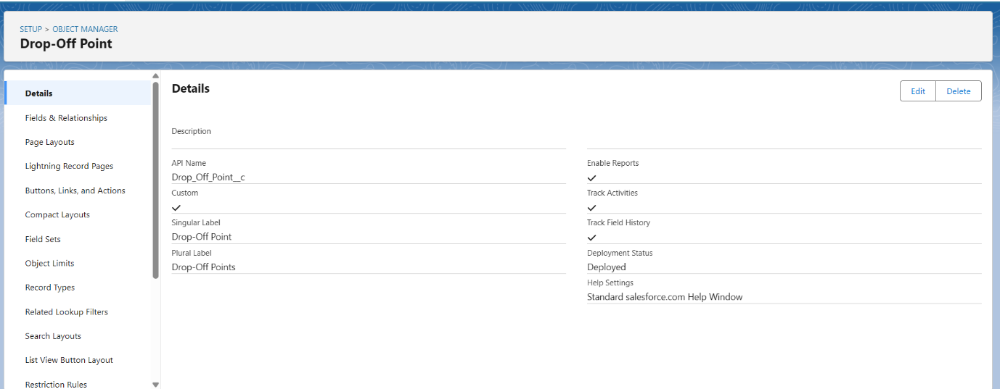 SETUP > OBJECT MANAGER
Drop-Off Point
Details
Fields & Relationships
Page Layouts
Lightning Record Pages
Buttons, Links, and Actions
Compact Layouts
Field Sets
Object Limits
Record Types
Related Lookup Filters
Search Layouts
List View Button Layout
Restriction Rules
Details
Edit
Delete
Description
API Name
Drop_Off_Point__c
Custom
Singular Label
Drop-Off Point
Plural Label
Drop-Off Points
Enable Reports
Track Activities
Track Field History
Deployment Status
Deployed
Help Settings
Standard salesforce.com Help Window